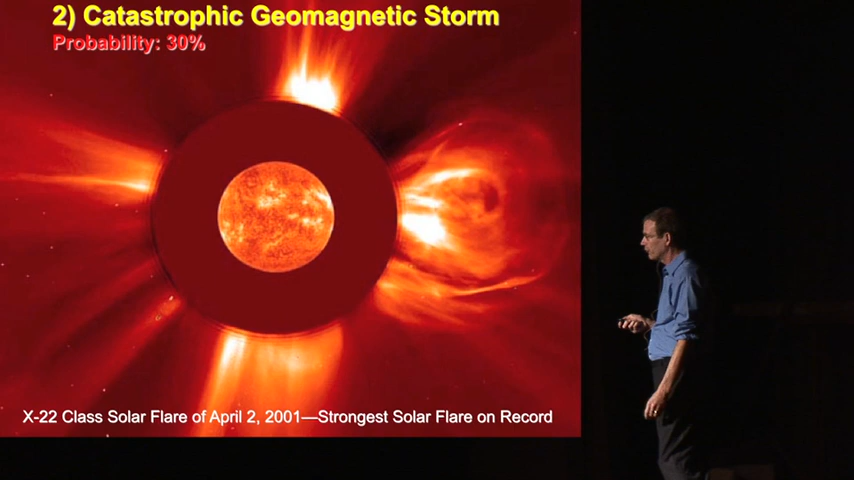 2) Catastrophic Geomagnetic Storm
Probability: 30%
X-22 Class Solar Flare of April 2, 2001—Strongest Solar Flare on Record